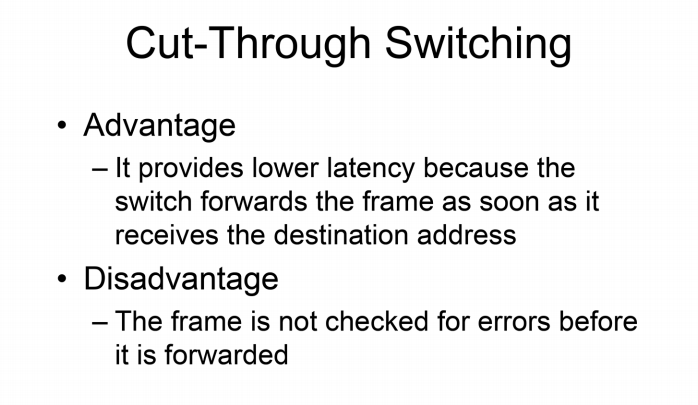 Cut-Through Switching
• Advantage
– It provides lower latency because the
switch forwards the frame as soon as it
receives the destination address
• Disadvantage
– The frame is not checked for errors before
it is forwarded